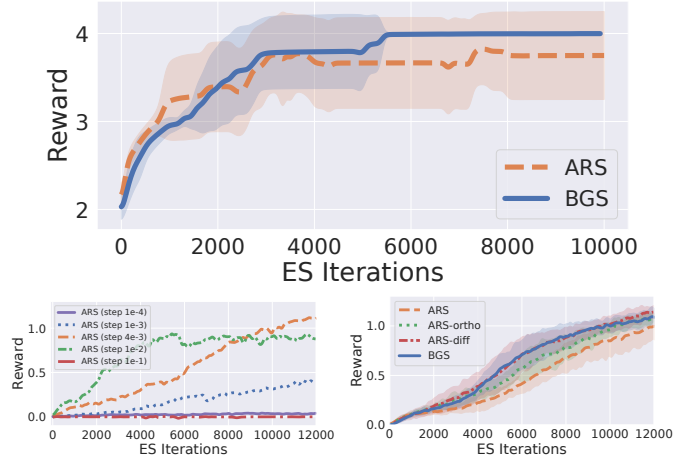 4
3
2
Reward
ARS
BGS
0 2000 4000 6000 8000 10000
ES Iterations
1.0
0.5
0.0
Reward
ARS (step 1e-4)
ARS (step 1e-3)
ARS (step 4e-3)
ARS (step 1e-2)
ARS (step 1e-1)
0 2000 4000 6000 8000 10000 12000
ES Iterations
1.0
0.5
0.0
Reward
ARS
ARS-ortho
ARS-diff
BGS
0 2000 4000 6000 8000 10000 12000
ES Iterations